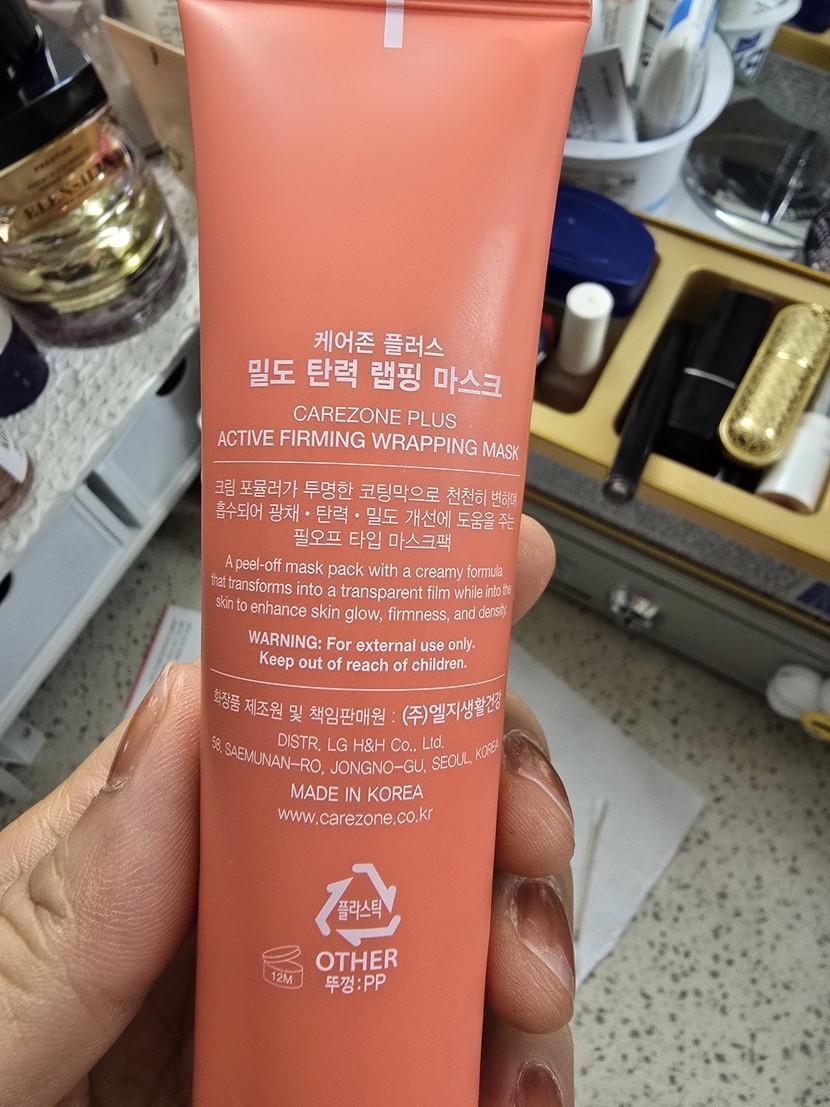 케어존 플러스
밀도 탄력 랩핑 마스크
CAREZONE PLUS
ACTIVE FIRMING WRAPPING MASK
크림 포뮬러가 투명한 코팅막으로 천천히 변하며
흡수되어 광채・탄력・밀도 개선에 도움을 주는
필오프 타입 마스크팩
A peel-off mask pack with a creamy formula
that transforms into a transparent film while into the
skin to enhance skin glow, firmness, and density.
WARNING: For external use only.
Keep out of reach of children.
화장품 제조원 및 책임판매원 : (주)엘지생활건강
DISTR. LG H&H Co., Ltd.
58, SAEMUNAN-RO, JONGNO-GU, SEOUL, KOREA
MADE IN KOREA
www.carezone.co.kr
플라스틱
OTHER
뚜껑:PP
12M